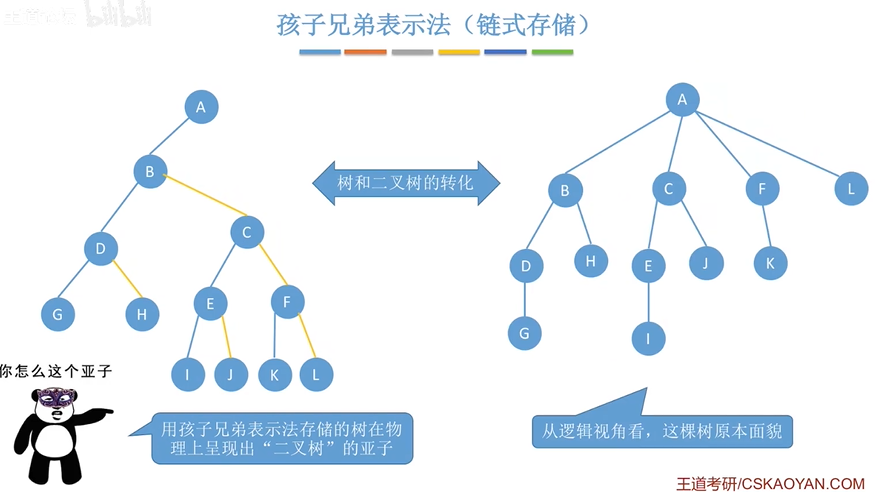 孩子兄弟表示法（链式存储）
bilibili
A
B
C
D
E
F
G
H
I
J
K
L
树和二叉树的转化
A
B
C
F
L
D
H
E
J
K
G
I
你怎么这个亚子
用孩子兄弟表示法存储的树在物
理上呈现出“二叉树”的亚子
从逻辑视角看，这棵树原本面貌
王道考研/CSKAOYAN.COM